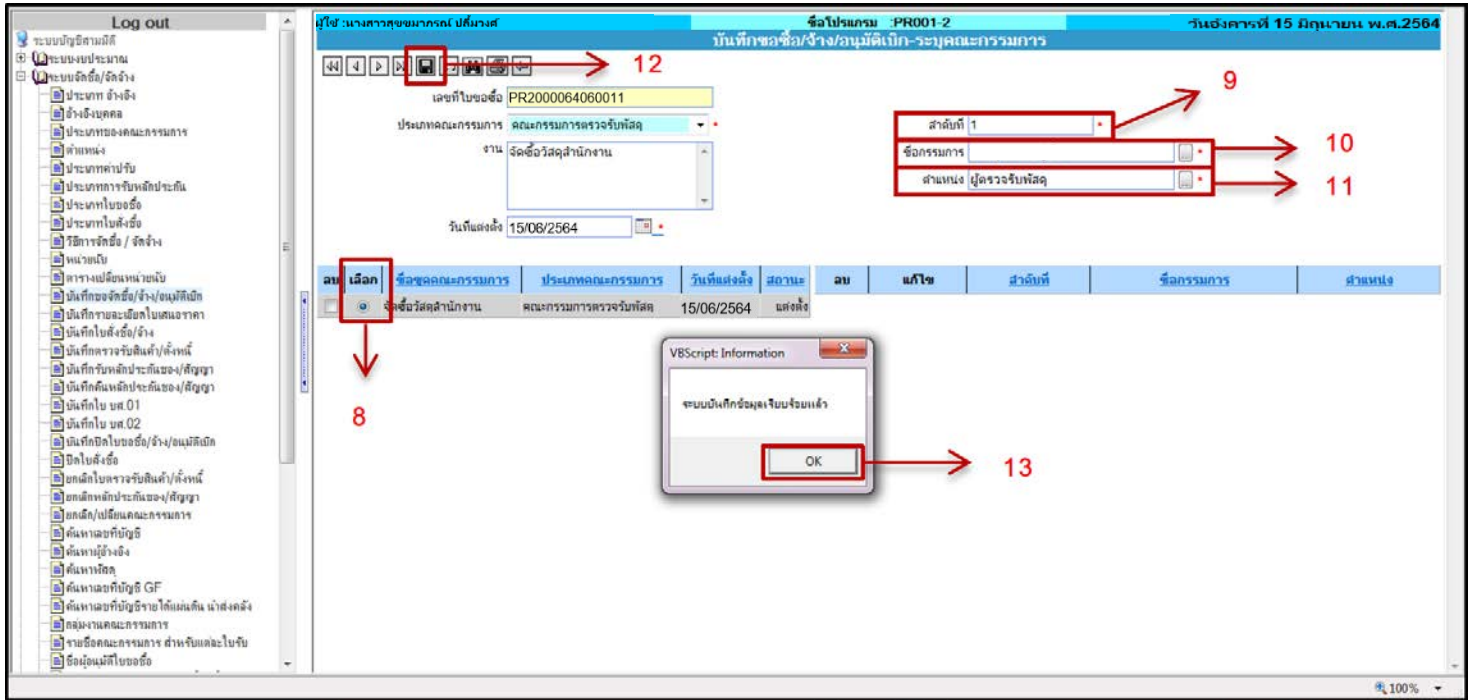 Log out
ระบบบัญชีสามมิติ
ระบบงบประมาณ
ระบบจัดซื้อ/จัดจ้าง
ประเภท อ้างอิง
อ้างอิงบุคคล
ประเภทของคณะกรรมการ
ตำแหน่ง
ประเภทค่าปรับ
ประเภทการรับหลักประกัน
ประเภทใบขอซื้อ
ประเภทใบสั่งซื้อ
วิธีการจัดซื้อ / จัดจ้าง
หน่วยนับ
ตารางเปลี่ยนหน่วยนับ
บันทึกขอจัดซื้อ/จ้าง/อนุมัติเบิก
บันทึกรายละเอียดใบเสนอราคา
บันทึกใบสั่งซื้อ/จ้าง
บันทึกตรวจรับสินค้า/ตั้งหนี้
บันทึกรับหลักประกันซอง/สัญญา
บันทึกคืนหลักประกันซอง/สัญญา
บันทึกใบ บศ.01
บันทึกใบ บศ.02
บันทึกปิดใบขอซื้อ/จ้าง/อนุมัติเบิก
ปิดใบสั่งซื้อ
ยกเลิกใบตรวจรับสินค้า/ตั้งหนี้
ยกเลิกหลักประกันซอง/สัญญา
ยกเลิก/เปลี่ยนคณะกรรมการ
ค้นหาเลขที่บัญชี
ค้นหาผู้อ้างอิง
ค้นหาพัสดุ
ค้นหาเลขที่บัญชี GF
ค้นหาเลขที่บัญชีรายได้แผ่นดิน นำส่งคลัง
กลุ่มงานคณะกรรมการ
รายชื่อคณะกรรมการ สำหรับแต่ละใบรับ
ชื่อผู้อนุมัติใบขอซื้อ
ผู้ใช้ :นางสาวสุขขมาภรณ์ ปลื้มวงศ์ ชื่อโปรแกรม :PR001-2 วันอังคารที่ 15 มิถุนายน พ.ศ.2564
บันทึกขอซื้อ/จ้าง/อนุมัติเบิก-ระบุคณะกรรมการ
12
เลขที่ใบขอซื้อ PR2000064060011
9
ประเภทคณะกรรมการ คณะกรรมการตรวจรับพัสดุ *
ลำดับที่ 1 *
งาน จัดซื้อวัสดุสำนักงาน
ชื่อกรรมการ ... *
10
ตำแหน่ง ผู้ตรวจรับพัสดุ ... *
11
วันที่แต่งตั้ง 15/06/2564 *
ลบ เลือก ชื่อชุดคณะกรรมการ ประเภทคณะกรรมการ วันที่แต่งตั้ง สถานะ ลบ แก้ไข ลำดับที่ ชื่อกรรมการ ตำแหน่ง
จัดซื้อวัสดุสำนักงาน คณะกรรมการตรวจรับพัสดุ 15/06/2564 แต่งตั้ง
8
VBScript: Information
ระบบบันทึกข้อมูลเรียบร้อยแล้ว
OK
13
100%